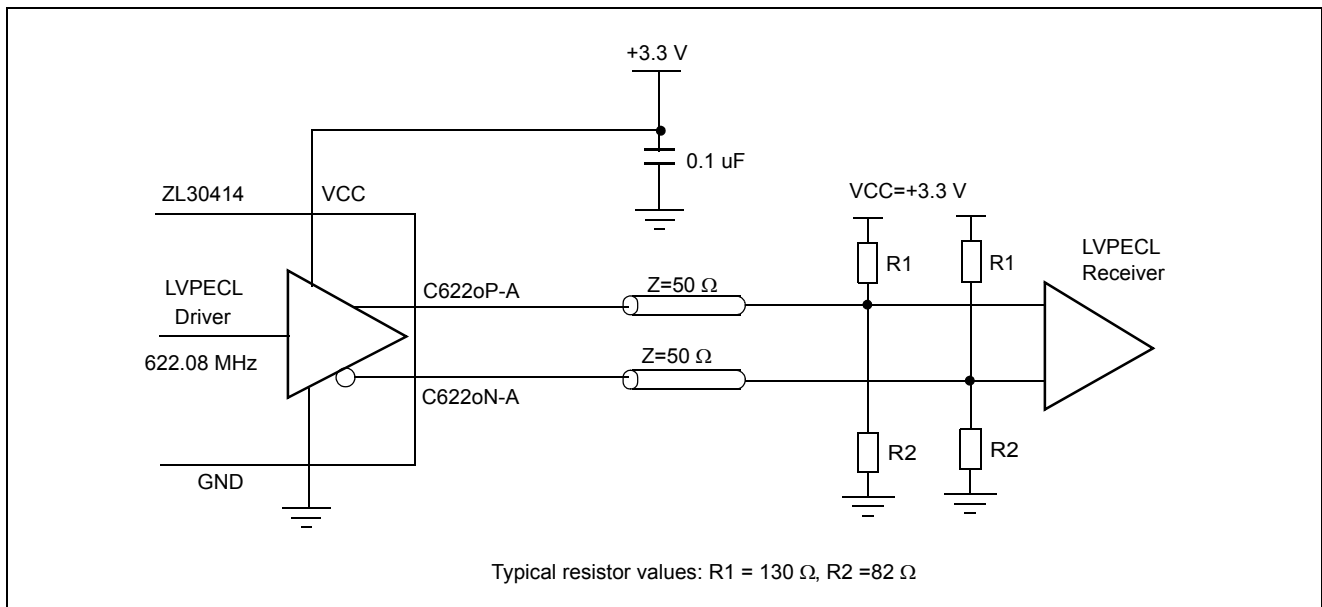 +3.3 V
0.1 uF
ZL30414
VCC
VCC=+3.3 V
R1
R1
LVPECL
Receiver
LVPECL
Driver
C622oP-A
Z=50 Ω
622.08 MHz
Z=50 Ω
C622oN-A
R2
R2
GND
Typical resistor values: R1 = 130 Ω, R2 =82 Ω